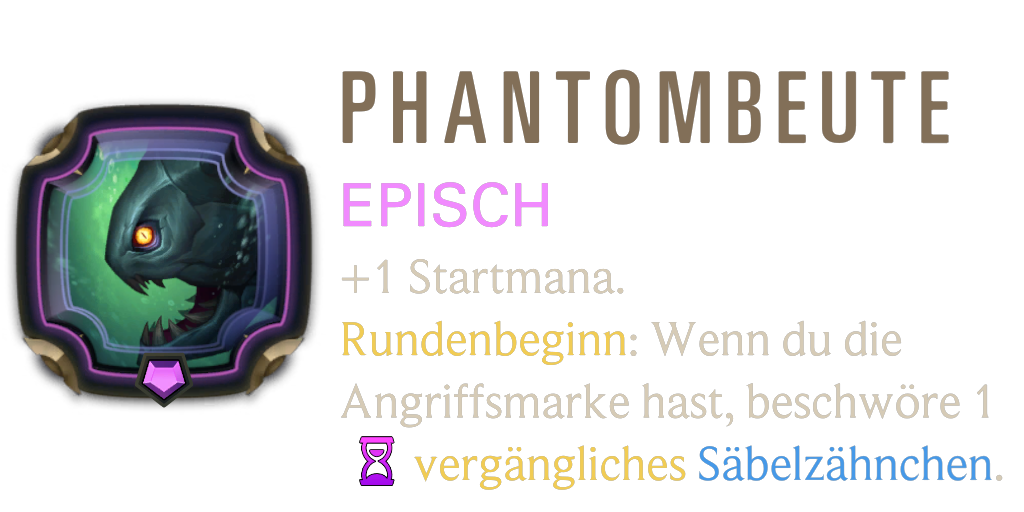 PHANTOMBEUTE
EPISCH
+1 Startmana.
Rundenbeginn: Wenn du die
Angriffsmarke hast, beschwöre 1
vergängliches Säbelzähnchen.